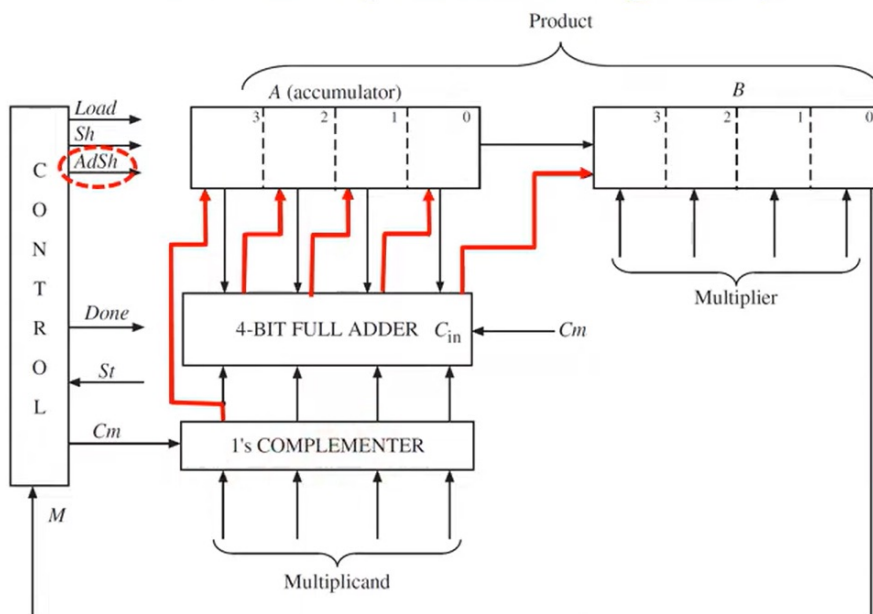 Product
A (accumulator)
B
Load
Sh
AdSh
3 2 1 0
3 2 1 0
C
O
N
T
R
O
L
Done
St
Cm
M
4-BIT FULL ADDER Cin
Cm
Multiplier
1's COMPLEMENTER
Multiplicand